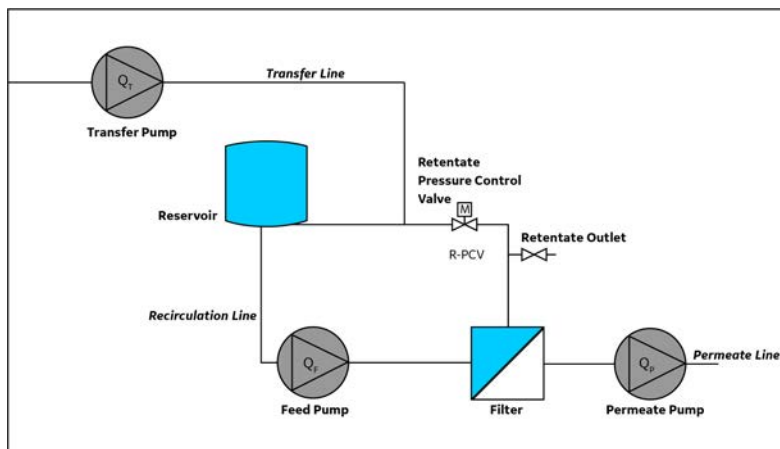 Transfer Line
Q_T
Transfer Pump
Retentate
Pressure Control
Valve
M
Reservoir
R-PCV
Retentate Outlet
Recirculation Line
Q_F
Feed Pump
Filter
Q_P
Permeate Pump
Permeate Line